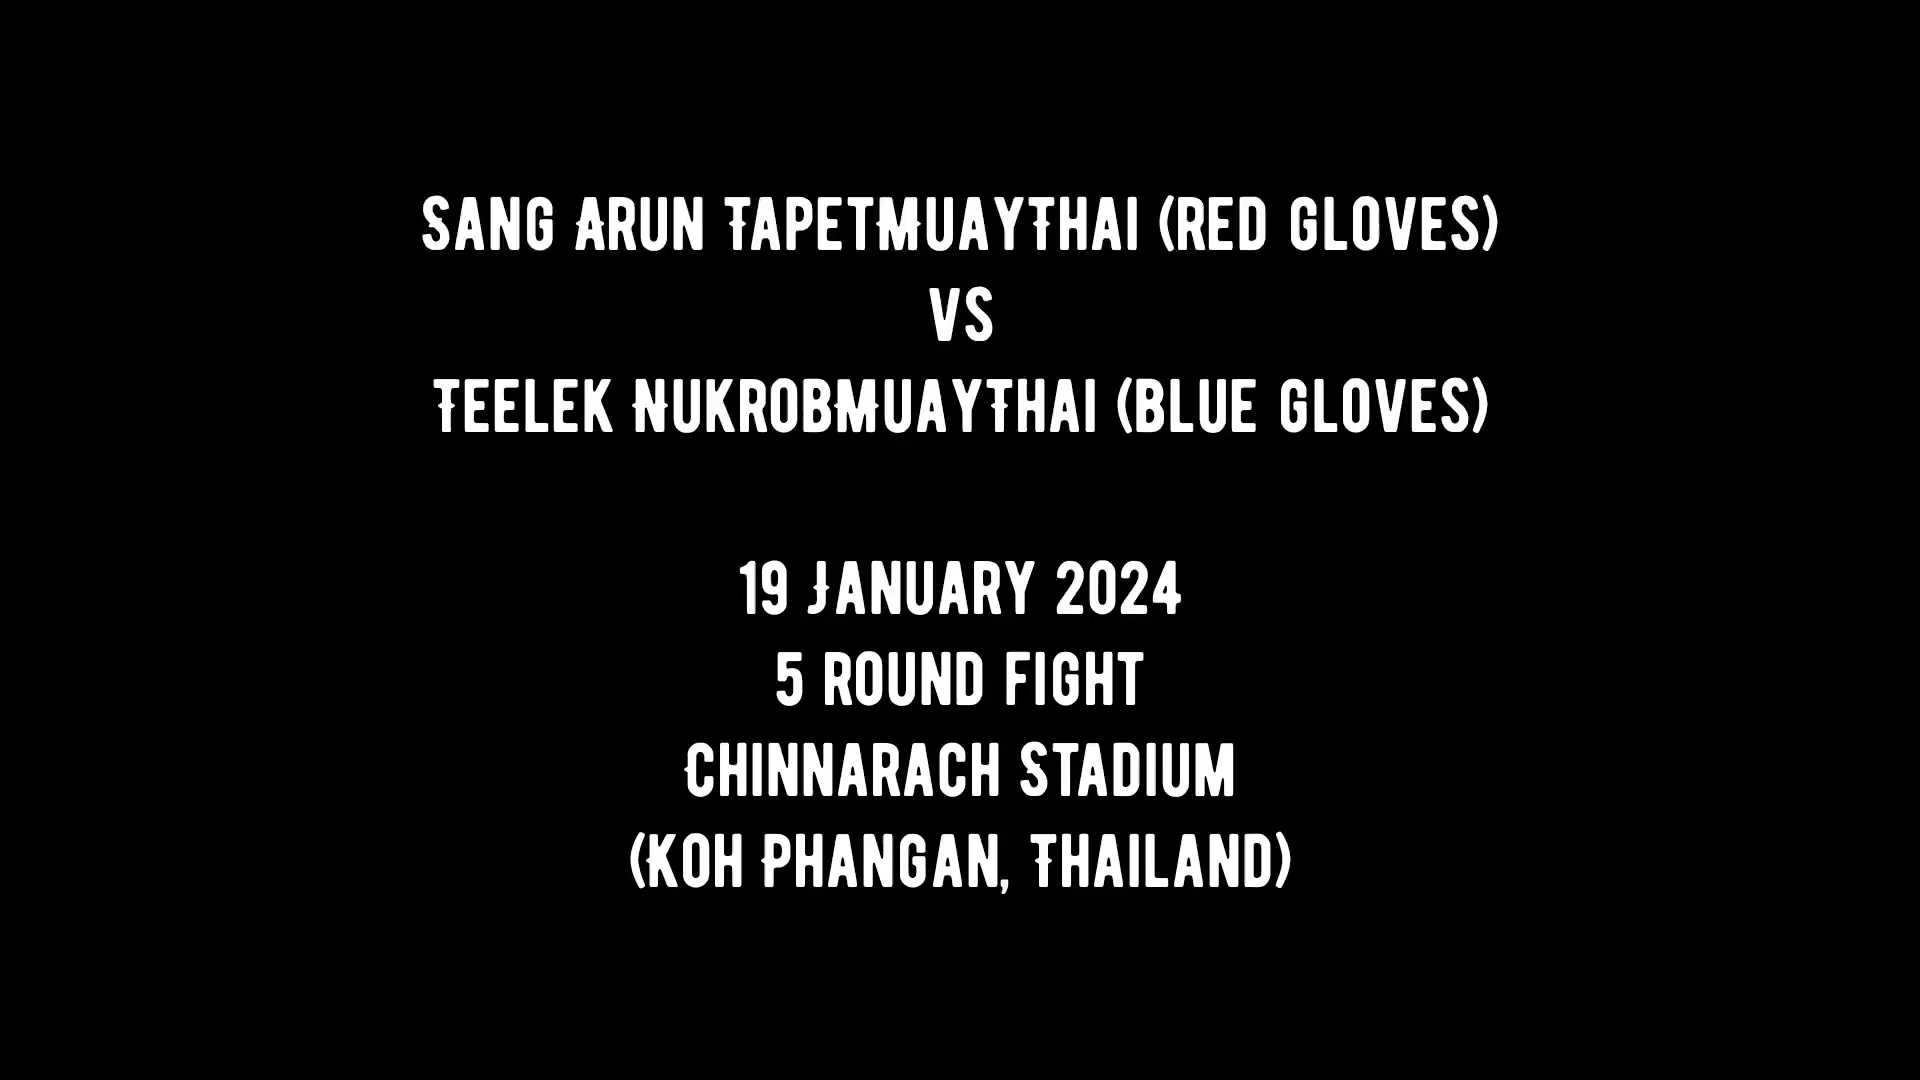 Sang Arun TapetMuayThai (Red Gloves)
vs
Teelek NukrobMuayThai (Blue Gloves)
19 January 2024
5 Round Fight
Chinnarach Stadium
(Koh Phangan, Thailand)